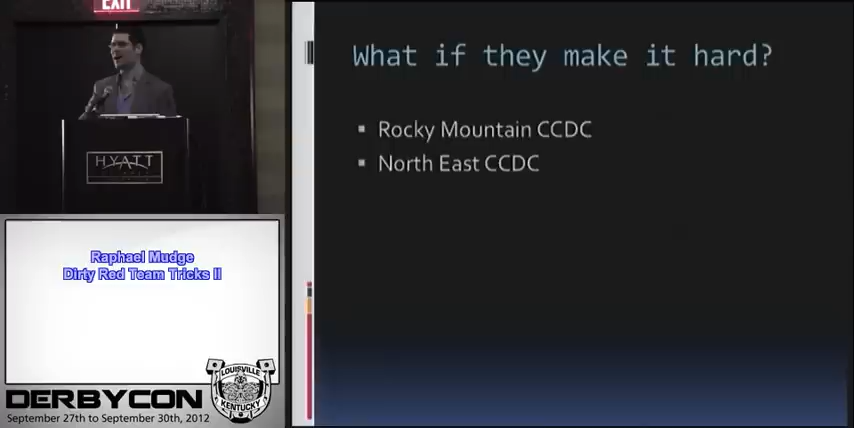 EXIT
HYATT
Raphael Mudge
Dirty Red Team Tricks II
LOUISVILLE
KENTUCKY
DERBYCON
September 27th to September 30th, 2012
What if they make it hard?
▪ Rocky Mountain CCDC
▪ North East CCDC